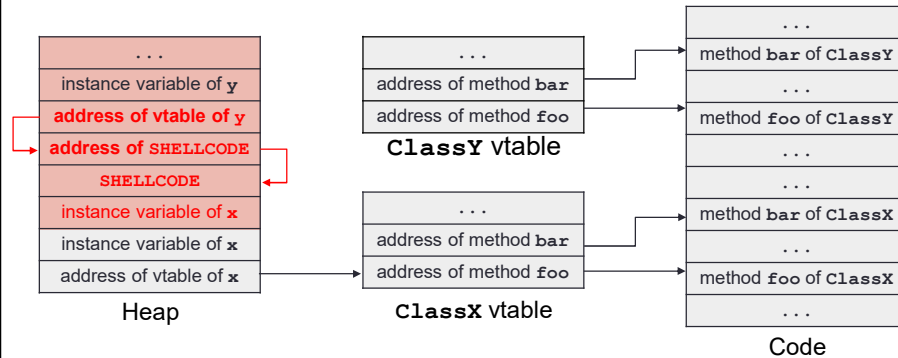 ...
instance variable of y
address of vtable of y
address of SHELLCODE
SHELLCODE
instance variable of x
instance variable of x
address of vtable of x
Heap
...
address of method bar
address of method foo
ClassY vtable
...
address of method bar
address of method foo
ClassX vtable
...
method bar of ClassY
...
method foo of ClassY
...
...
method bar of ClassX
...
method foo of ClassX
...
Code